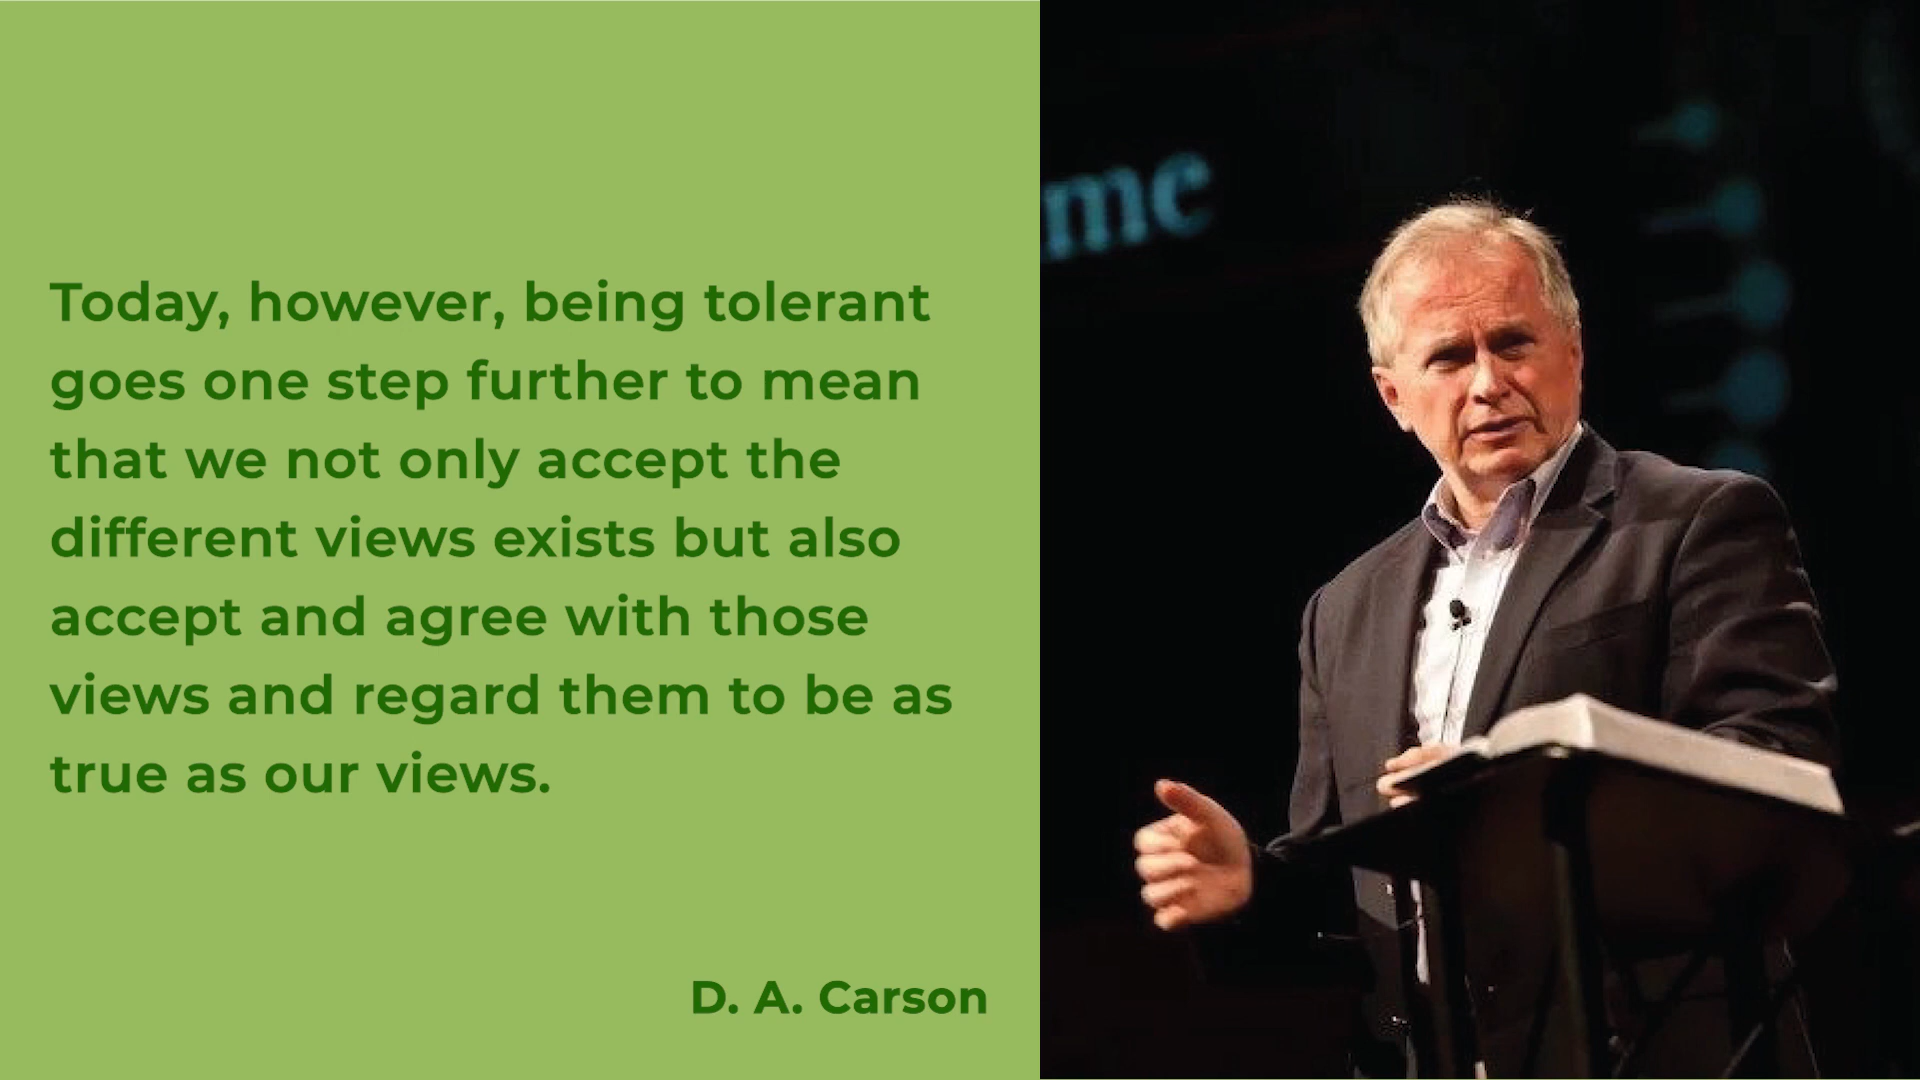 Today, however, being tolerant
goes one step further to mean
that we not only accept the
different views exists but also
accept and agree with those
views and regard them to be as
true as our views.
D. A. Carson
me